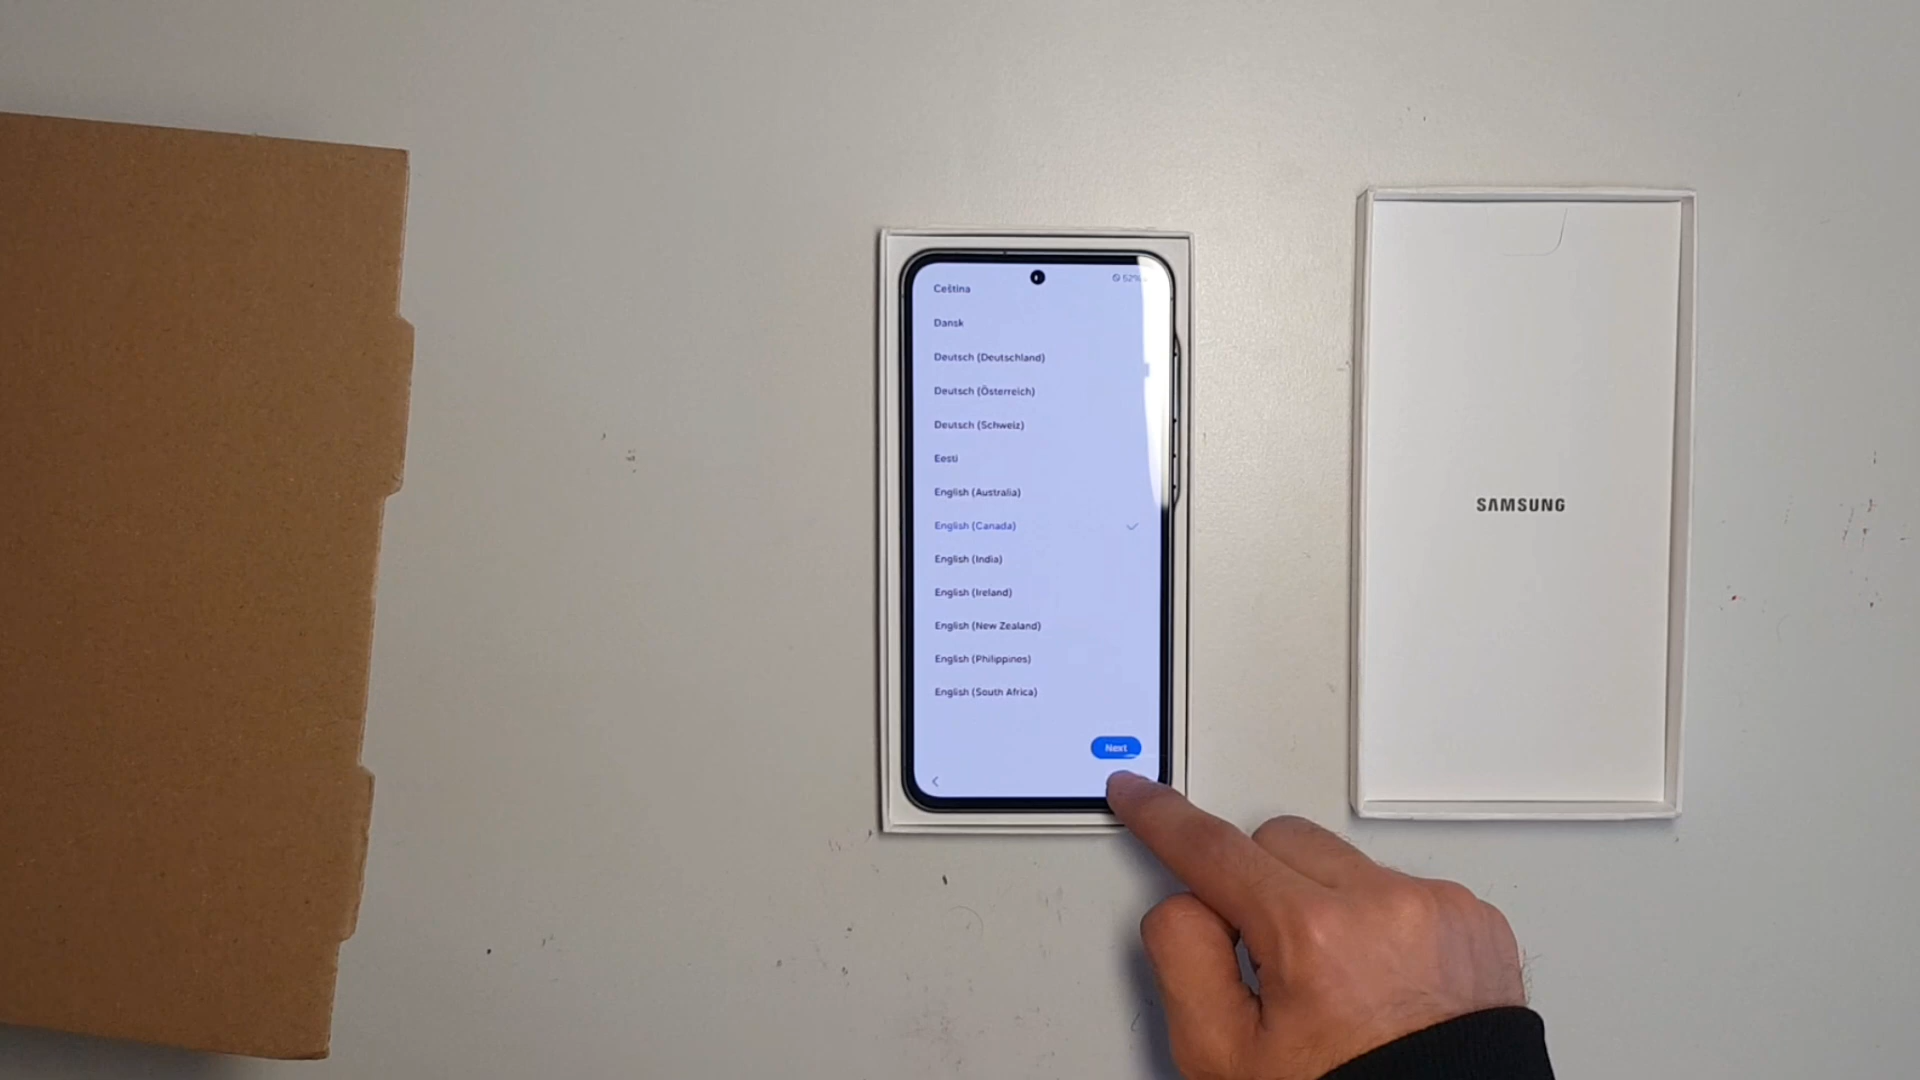 62%
Čeština
Dansk
Deutsch (Deutschland)
Deutsch (Österreich)
Deutsch (Schweiz)
Eesti
English (Australia)
English (Canada)
English (India)
English (Ireland)
English (New Zealand)
English (Philippines)
English (South Africa)
Next
SAMSUNG